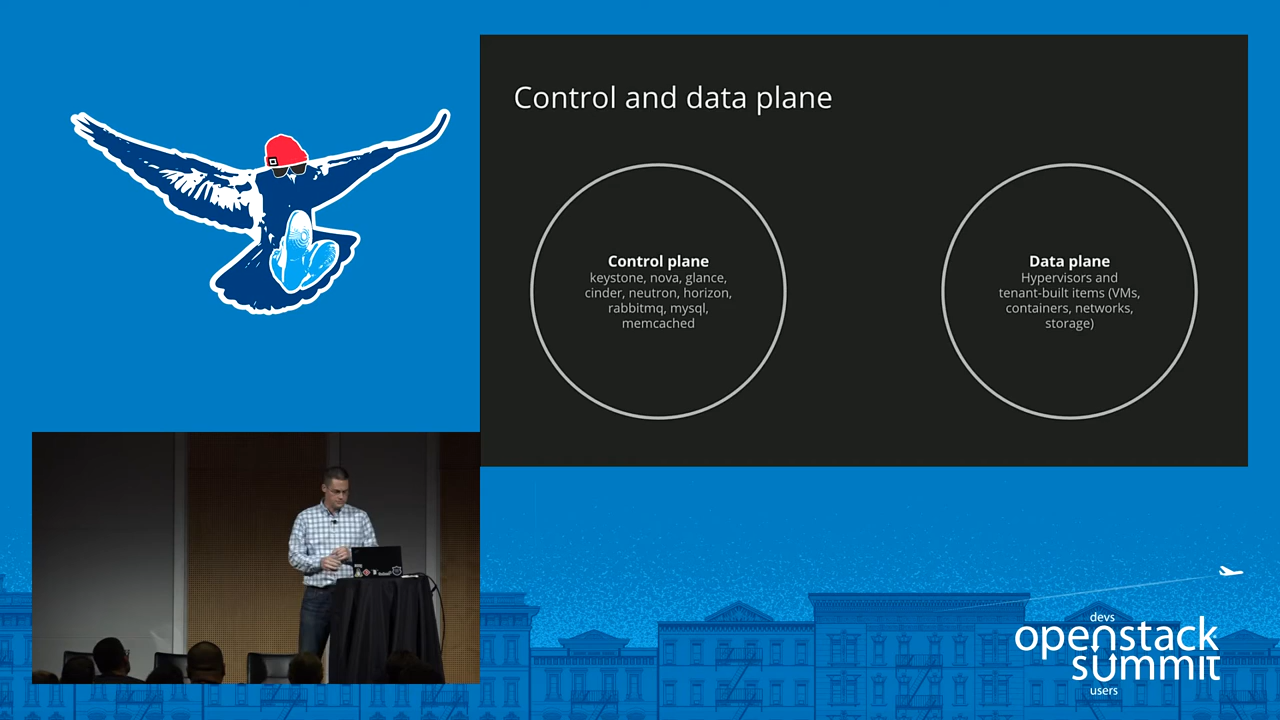 Control and data plane
Control plane
keystone, nova, glance,
cinder, neutron, horizon,
rabbitmq, mysql,
memcached
Data plane
Hypervisors and
tenant-built items (VMs,
containers, networks,
storage)
devs
openstack
summit
users